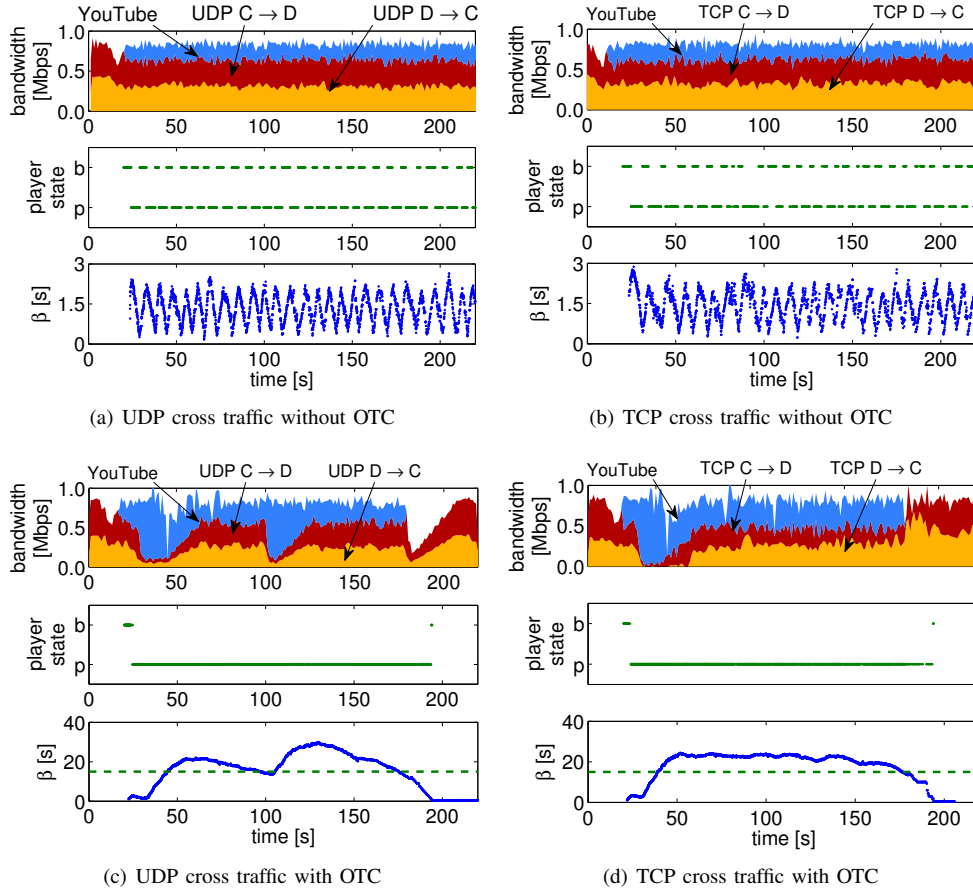 YouTube UDP C → D UDP D → C
bandwidth
[Mbps]
1.0
0.5
0.0
0 50 100 150 200
player
state
b
p
0 50 100 150 200
β [s]
3
1.5
0
0 50 100 150 200
time [s]
(a) UDP cross traffic without OTC
YouTube TCP C → D TCP D → C
bandwidth
[Mbps]
1.0
0.5
0.0
0 50 100 150 200
player
state
b
p
0 50 100 150 200
β [s]
3
1.5
0
0 50 100 150 200
time [s]
(b) TCP cross traffic without OTC
YouTube UDP C → D UDP D → C
bandwidth
[Mbps]
1.0
0.5
0.0
0 50 100 150 200
player
state
b
p
0 50 100 150 200
β [s]
40
20
0
0 50 100 150 200
time [s]
(c) UDP cross traffic with OTC
YouTube TCP C → D TCP D → C
bandwidth
[Mbps]
1.0
0.5
0.0
0 50 100 150 200
player
state
b
p
0 50 100 150 200
β [s]
40
20
0
0 50 100 150 200
time [s]
(d) TCP cross traffic with OTC